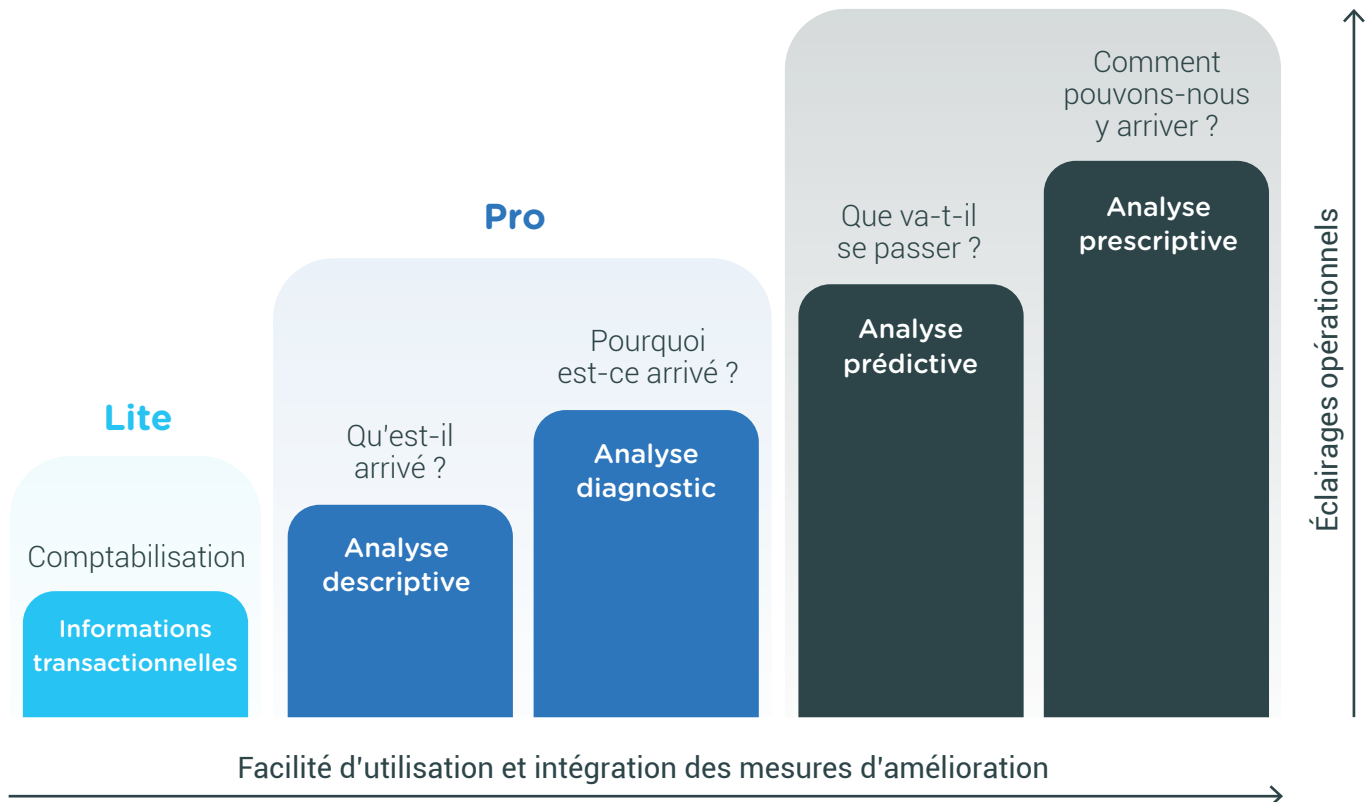 Lite
Comptabilisation
Informations
transactionnelles
Pro
Qu'est-il
arrivé ?
Analyse
descriptive
Pourquoi
est-ce arrivé ?
Analyse
diagnostic
Que va-t-il
se passer ?
Analyse
prédictive
Comment
pouvons-nous
y arriver ?
Analyse
prescriptive
Éclairages opérationnels
Facilité d'utilisation et intégration des mesures d'amélioration